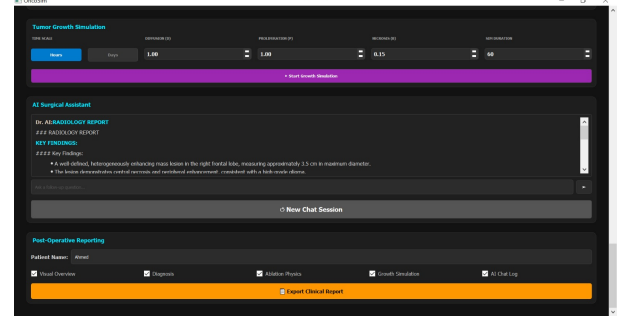 OncoSim
Tumor Growth Simulation
TIME SCALE DIFFUSION (D) PROLIFERATION (P) NECROSIS (N) SIM DURATION
Hours Days 1.00 1.00 0.15 60
Start Growth Simulation
AI Surgical Assistant
Dr. AI:RADIOLOGY REPORT
### RADIOLOGY REPORT
KEY FINDINGS:
#### Key Findings:
• A well-defined, heterogeneously enhancing mass lesion in the right frontal lobe, measuring approximately 3.5 cm in maximum diameter.
• The lesion demonstrates central necrosis and peripheral enhancement, consistent with a high-grade glioma.
New Chat Session
Post-Operative Reporting
Patient Name: Ahmed
Visual Overview Diagnosis Ablation Physics Growth Simulation AI Chat Log
Export Clinical Report